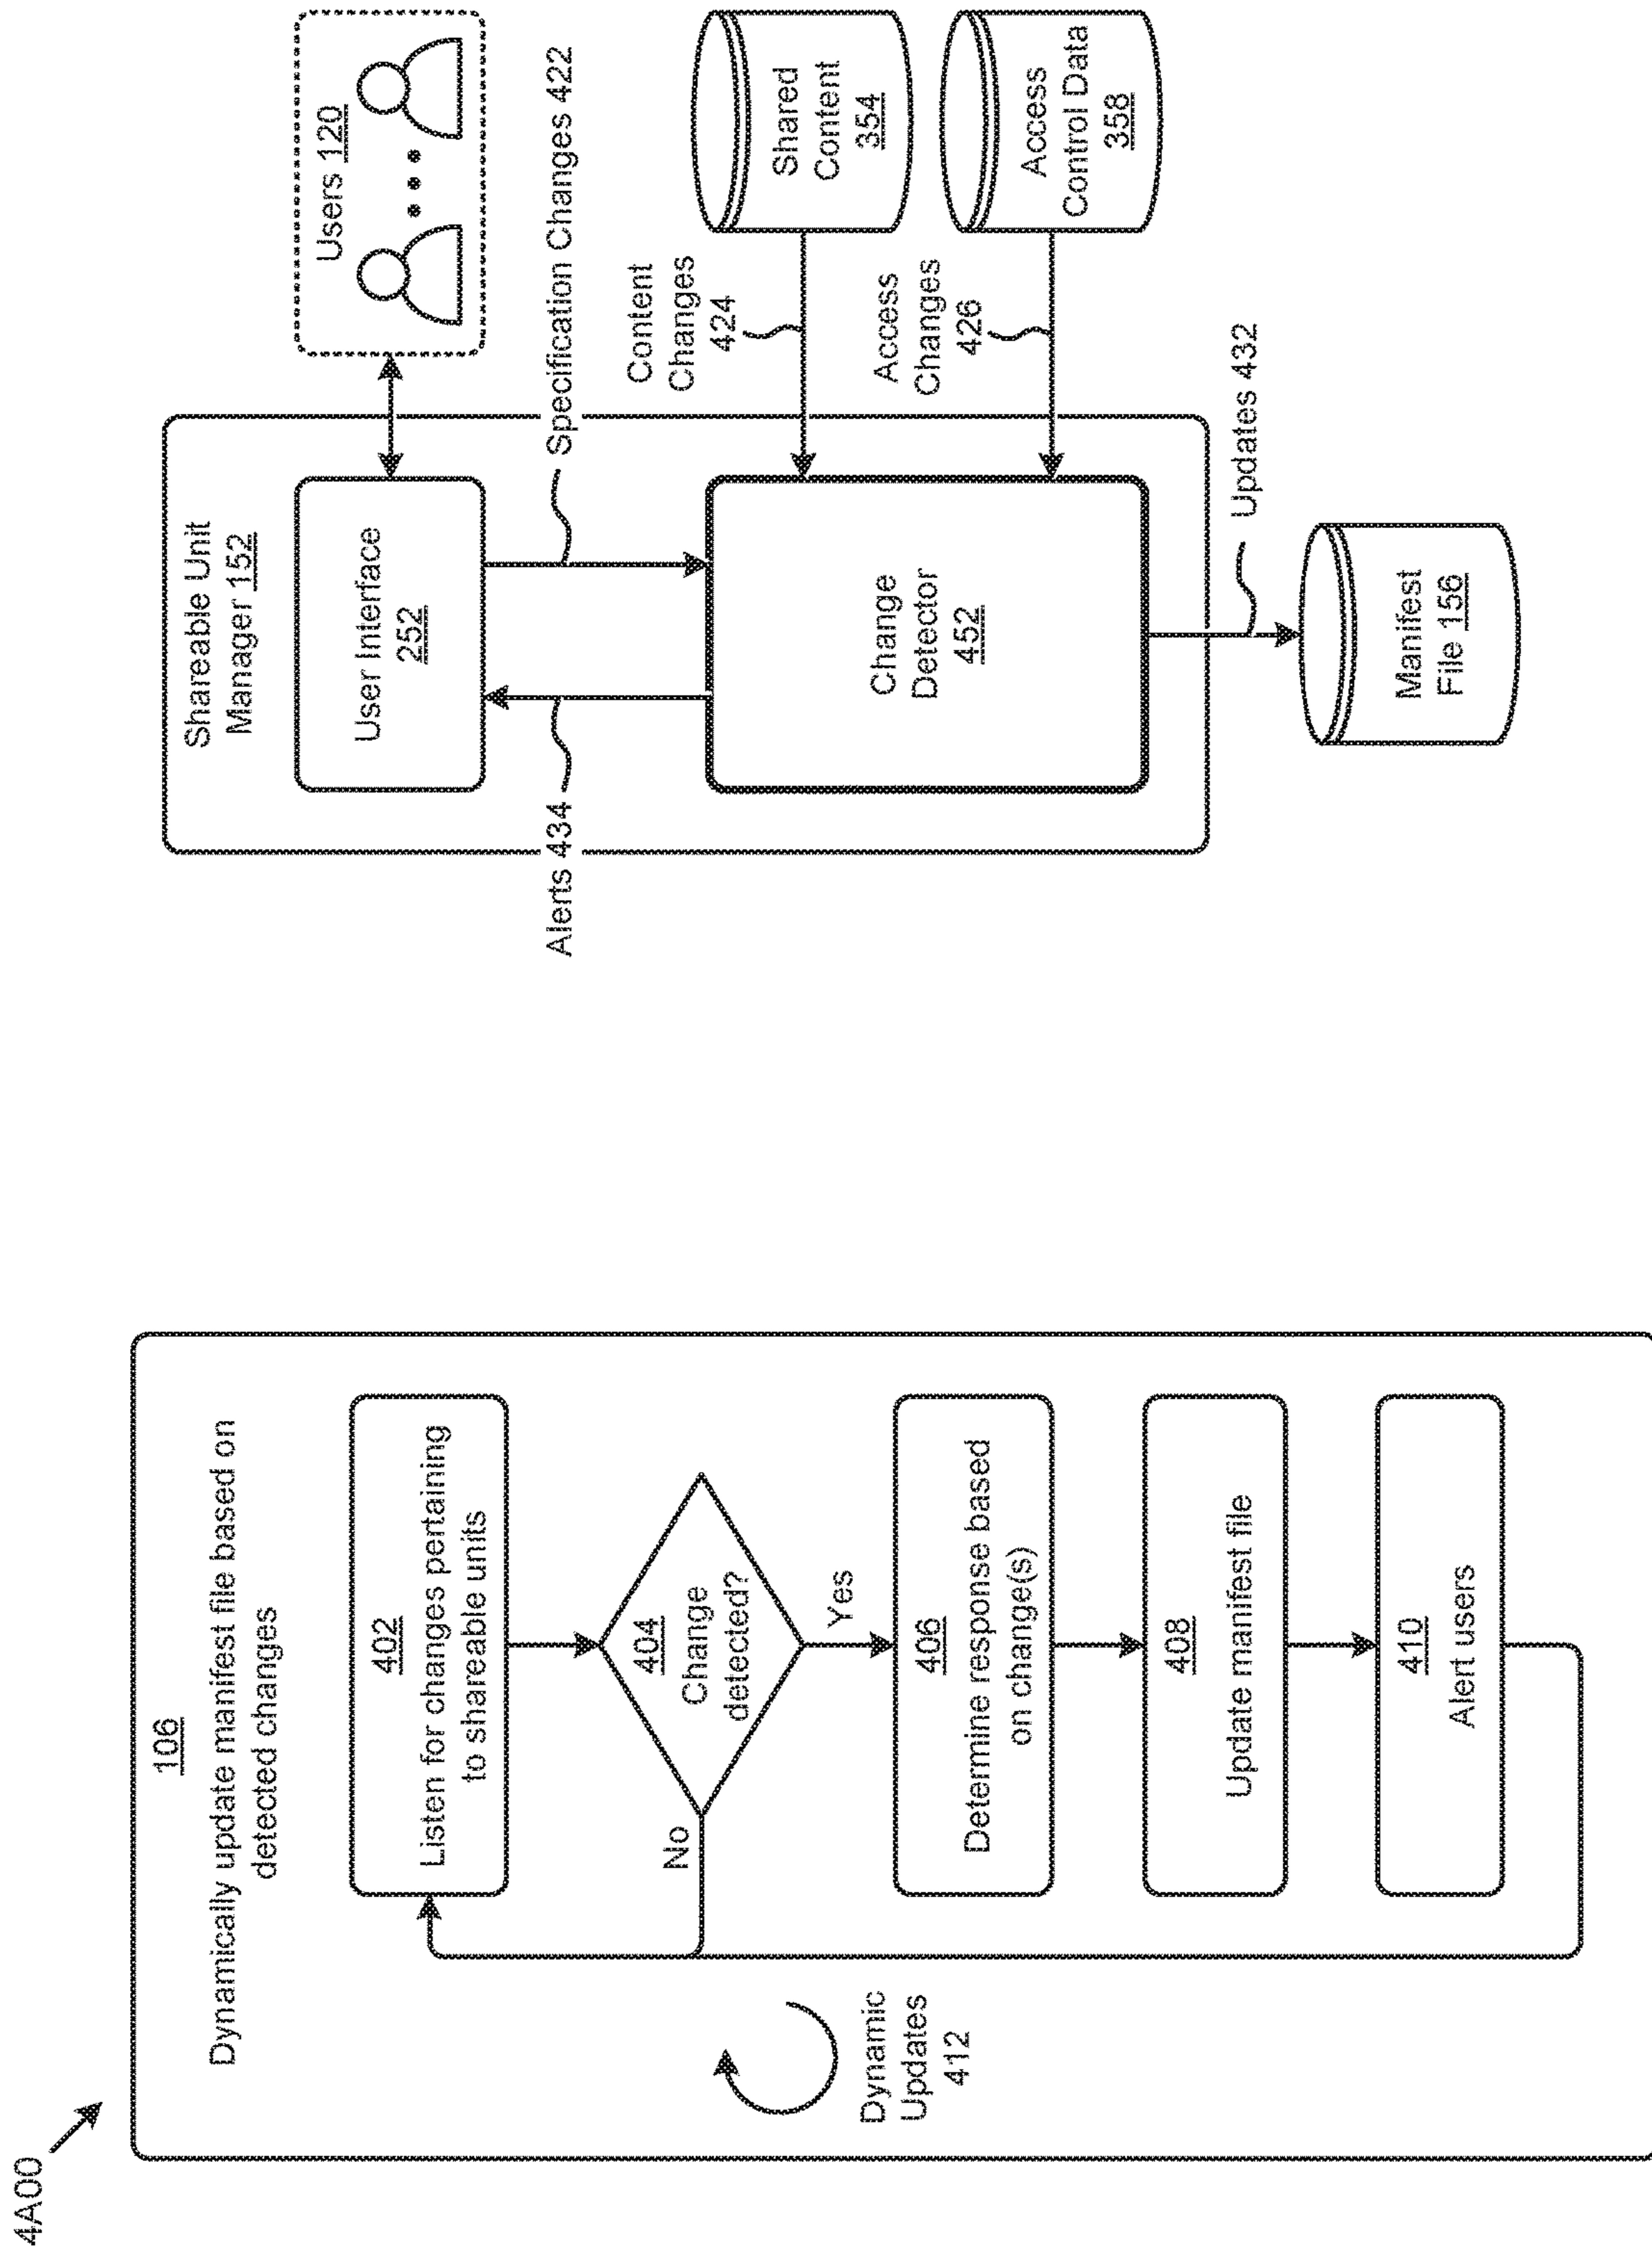 4A00
106
Dynamically update manifest file based on
detected changes
402
Listen for changes pertaining
to shareable units
404
Change
detected?
No
Yes
406
Determine response based
on change(s)
408
Update manifest file
410
Alert users
Dynamic
Updates
412
Shareable Unit
Manager 152
User Interface
252
Users 120
Alerts 434
Specification Changes 422
Change
Detector
452
Content
Changes
424
Shared
Content
354
Access
Changes
426
Access
Control Data
358
Updates 432
Manifest
File 156